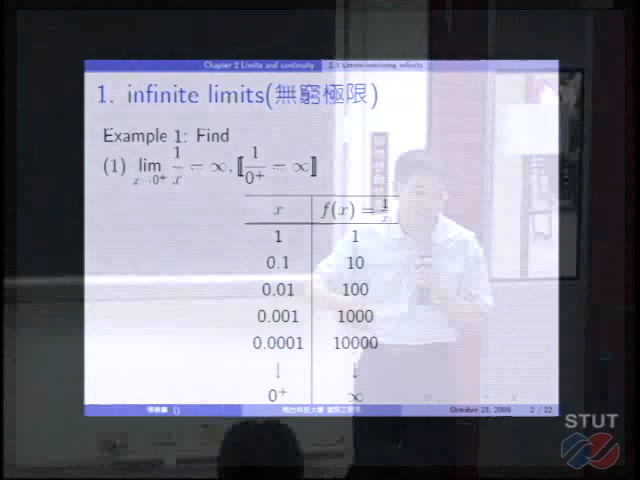 Chapter 2 Limits and continuity
1. infinite limits(無窮極限)
Example 1: Find
(1) lim x→0⁺ 1/x = ∞. 〚1/0⁺ = ∞〛
x f(x) = 1/x
1 1
0.1 10
0.01 100
0.001 1000
0.0001 10000
↓ ↓
0⁺ ∞
() October 23, 2009 2 / 22
STUT